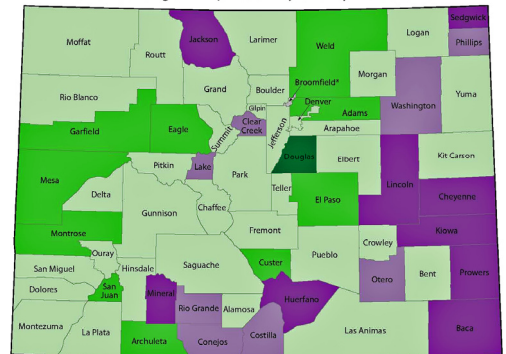 Sedgwick
Moffat
Routt
Jackson
Larimer
Weld
Logan
Phillips
Morgan
Grand
Boulder
Broomfield*
Rio Blanco
Gilpin
Denver
Adams
Washington
Yuma
Garfield
Eagle
Summit
Clear
Creek
Jefferson
Arapahoe
Pitkin
Lake
Park
Douglas
Elbert
Kit Carson
Mesa
Delta
Teller
Lincoln
Cheyenne
Gunnison
Chaffee
El Paso
Fremont
Kiowa
Montrose
Ouray
Crowley
San Miguel
Hinsdale
Saguache
Custer
Pueblo
Otero
Bent
Prowers
Dolores
San
Juan
Mineral
Rio Grande
Alamosa
Huerfano
Montezuma
La Plata
Archuleta
Conejos
Costilla
Las Animas
Baca